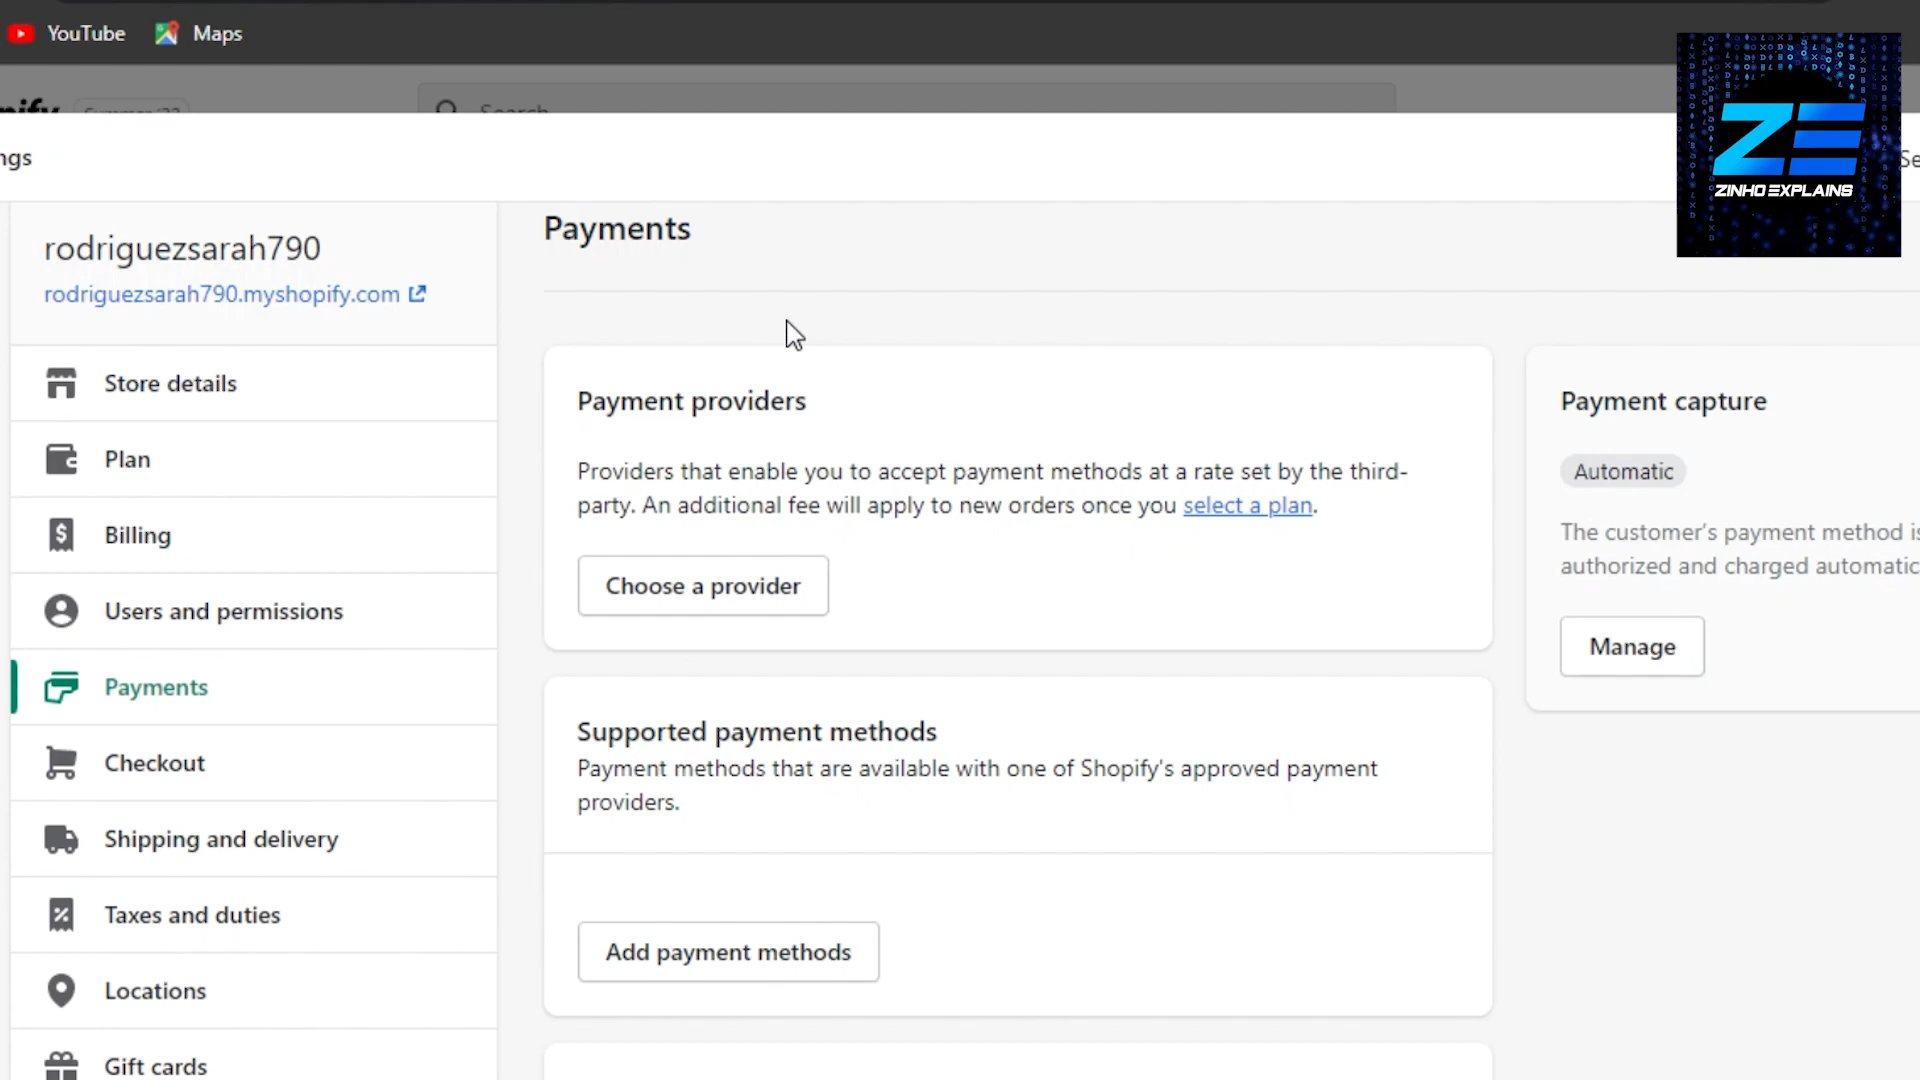 YouTube
Maps
ngs
rodriguezsarah790
rodriguezsarah790.myshopify.com
Store details
Plan
Billing
Users and permissions
Payments
Checkout
Shipping and delivery
Taxes and duties
Locations
Gift cards
Payments
Payment providers
Providers that enable you to accept payment methods at a rate set by the third-
party. An additional fee will apply to new orders once you select a plan.
Choose a provider
Supported payment methods
Payment methods that are available with one of Shopify's approved payment
providers.
Add payment methods
Payment capture
Automatic
The customer's payment method is
authorized and charged automatic
Manage
ZE
ZINHO EXPLAINS
Se